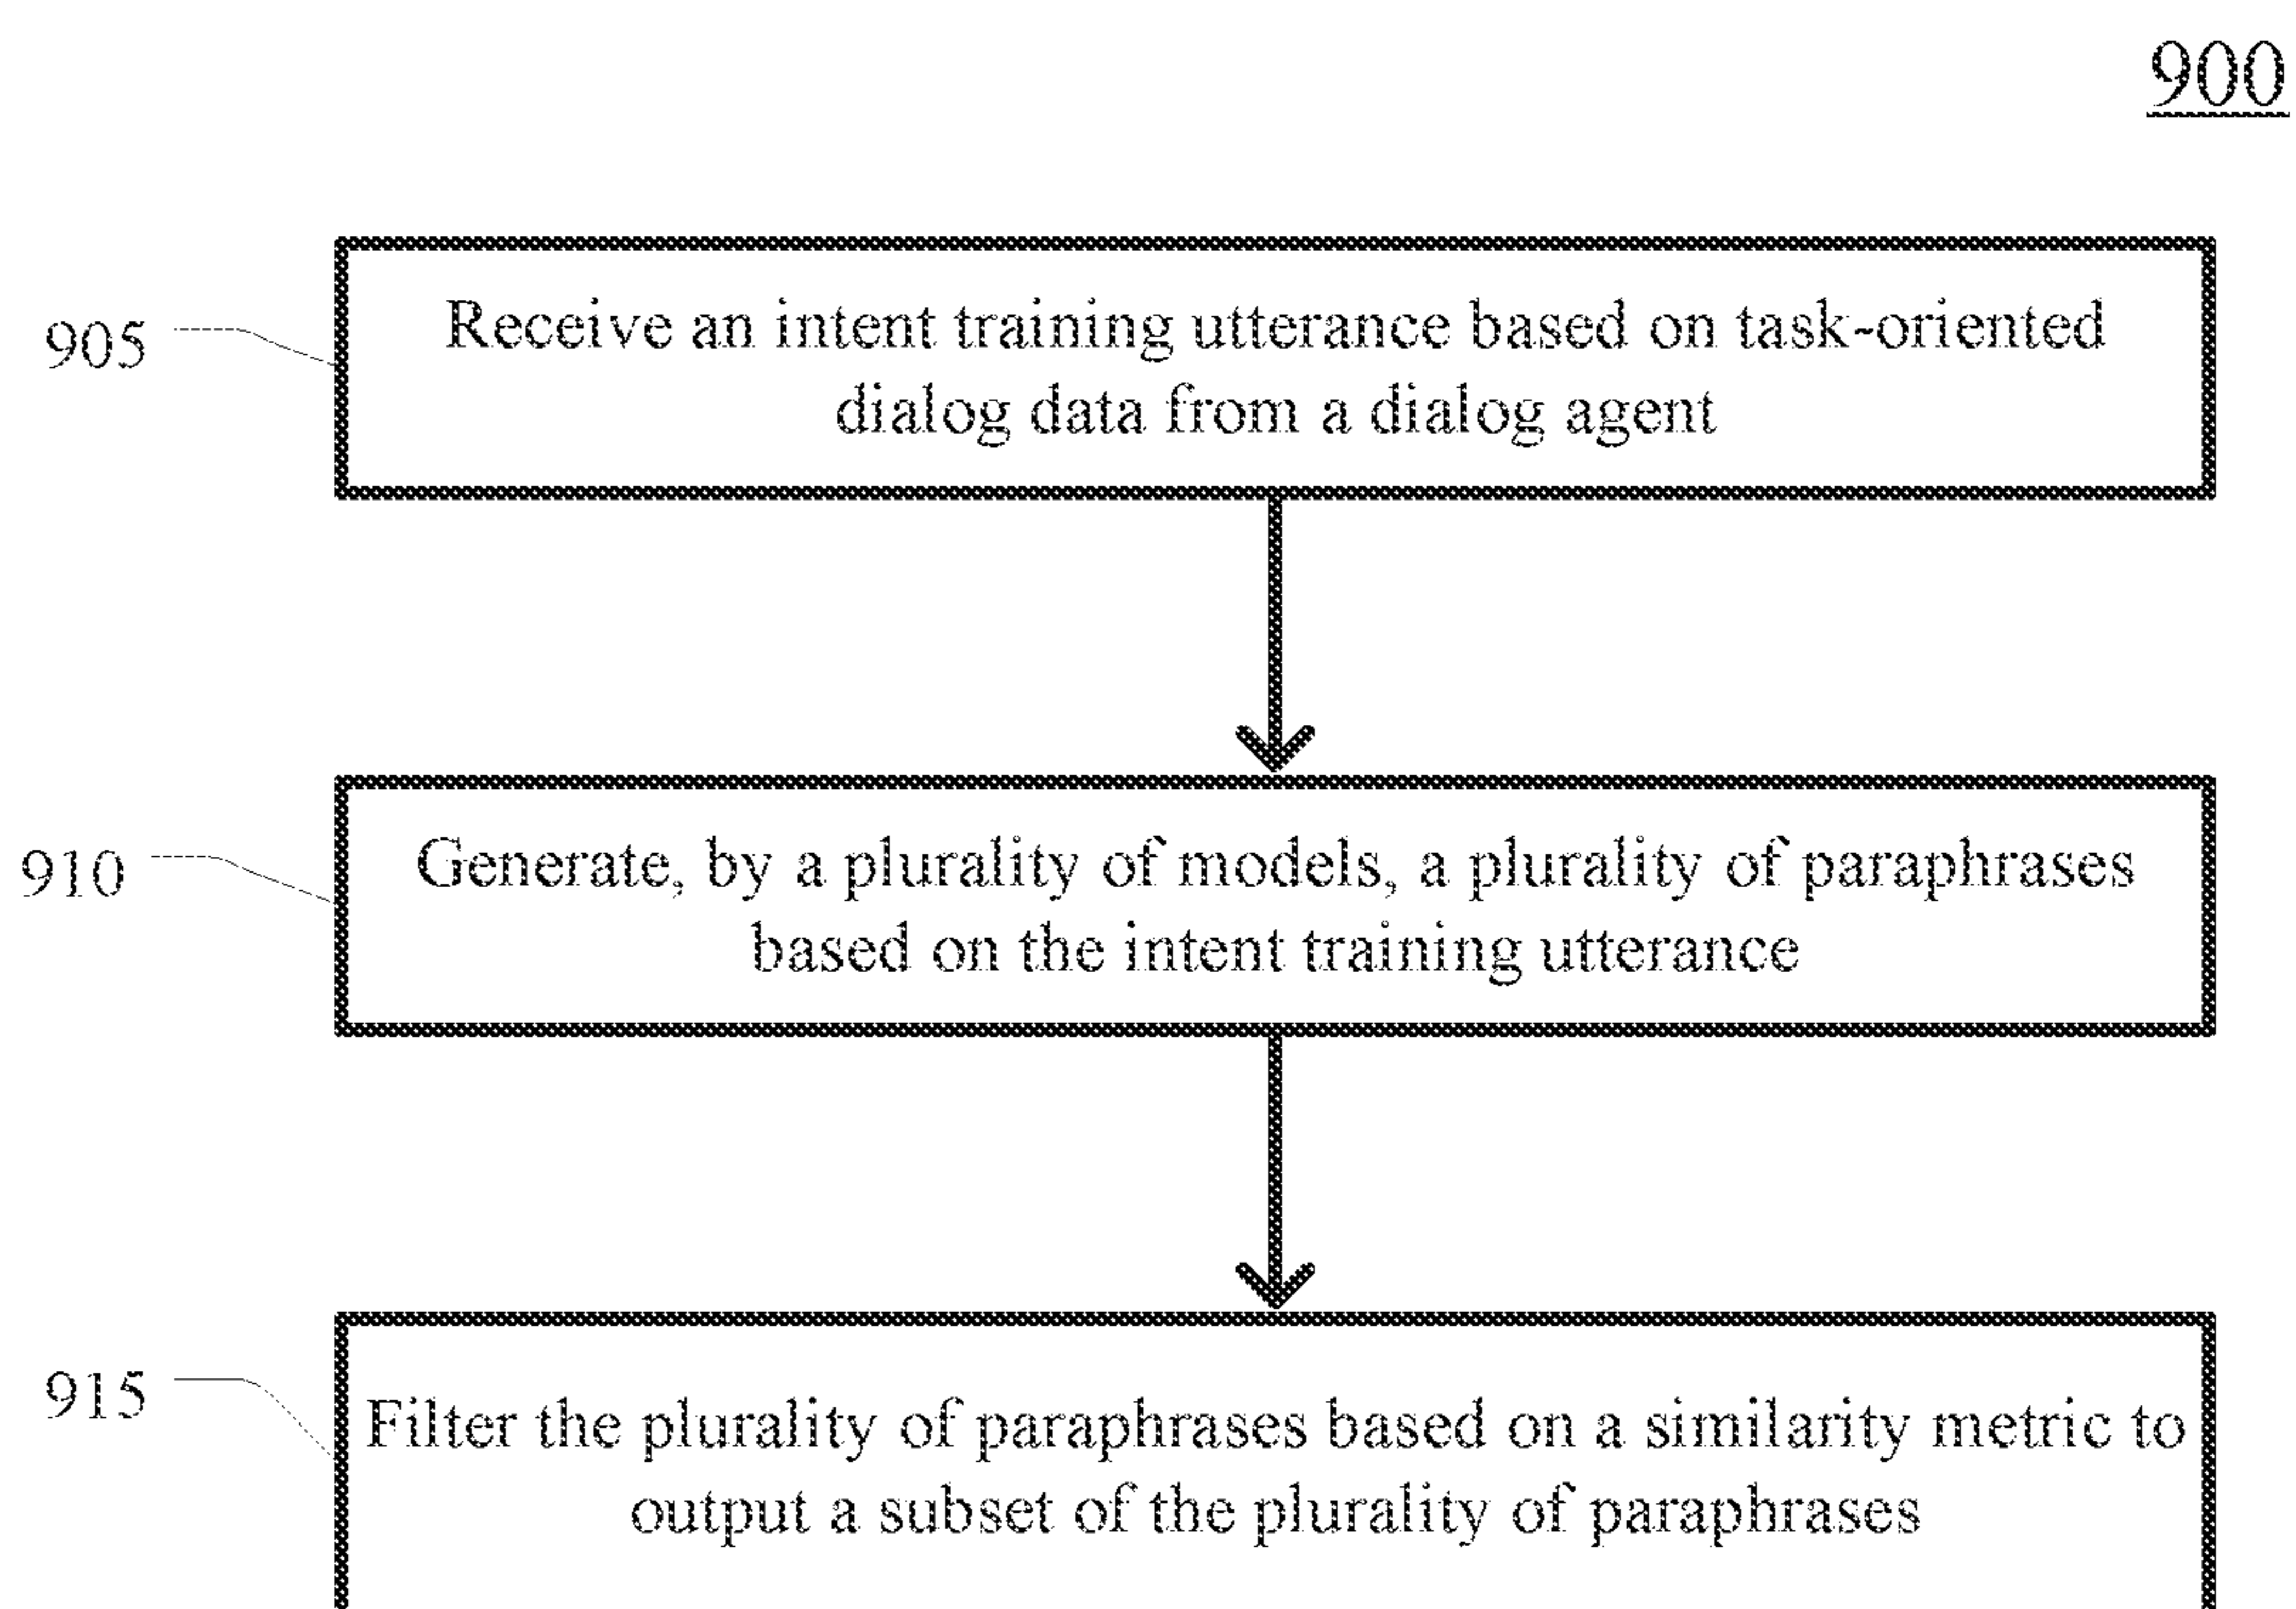 900
905
Receive an intent training utterance based on task-oriented
dialog data from a dialog agent
910
Generate, by a plurality of models, a plurality of paraphrases
based on the intent training utterance
915
Filter the plurality of paraphrases based on a similarity metric to
output a subset of the plurality of paraphrases